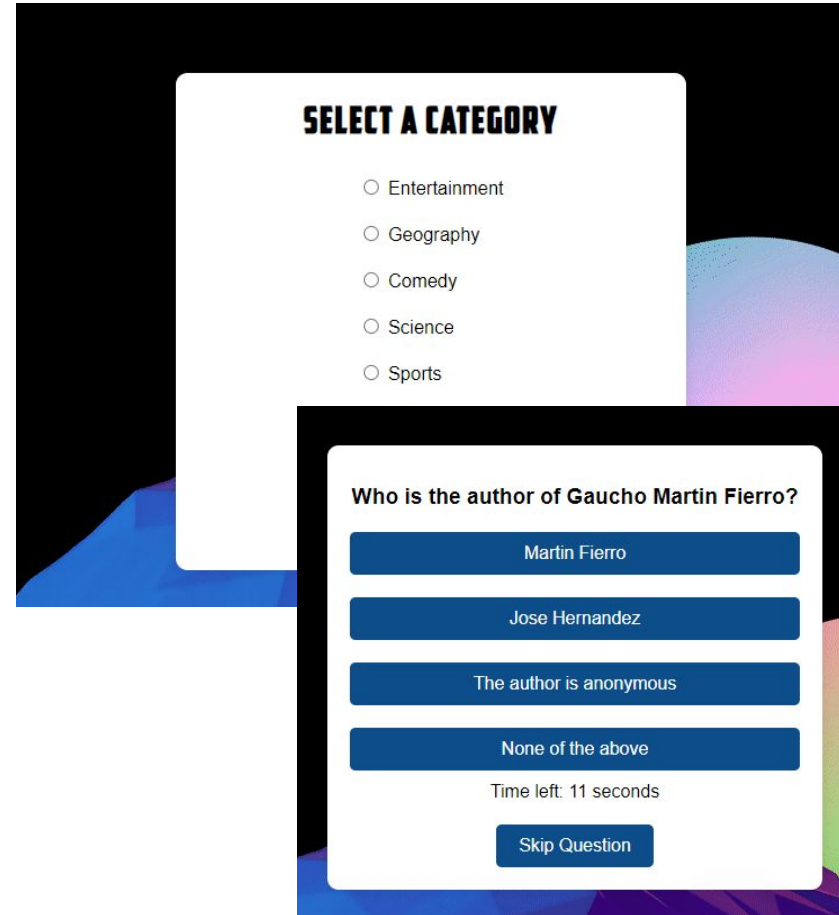 SELECT A CATEGORY
Entertainment
Geography
Comedy
Science
Sports
Who is the author of Gaucho Martin Fierro?
Martin Fierro
Jose Hernandez
The author is anonymous
None of the above
Time left: 11 seconds
Skip Question